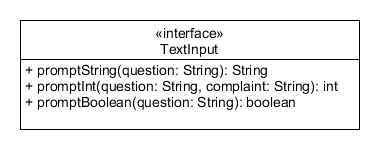 «interface»
TextInput
+ promptString(question: String): String
+ promptInt(question: String, complaint: String): int
+ promptBoolean(question: String): boolean